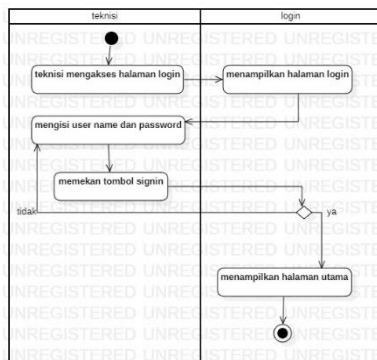 teknisi
login
teknisi mengakses halaman login
menampilkan halaman login
mengisi user name dan password
memekan tombol signin
tidak
ya
menampilkan halaman utama
UNREGISTERED